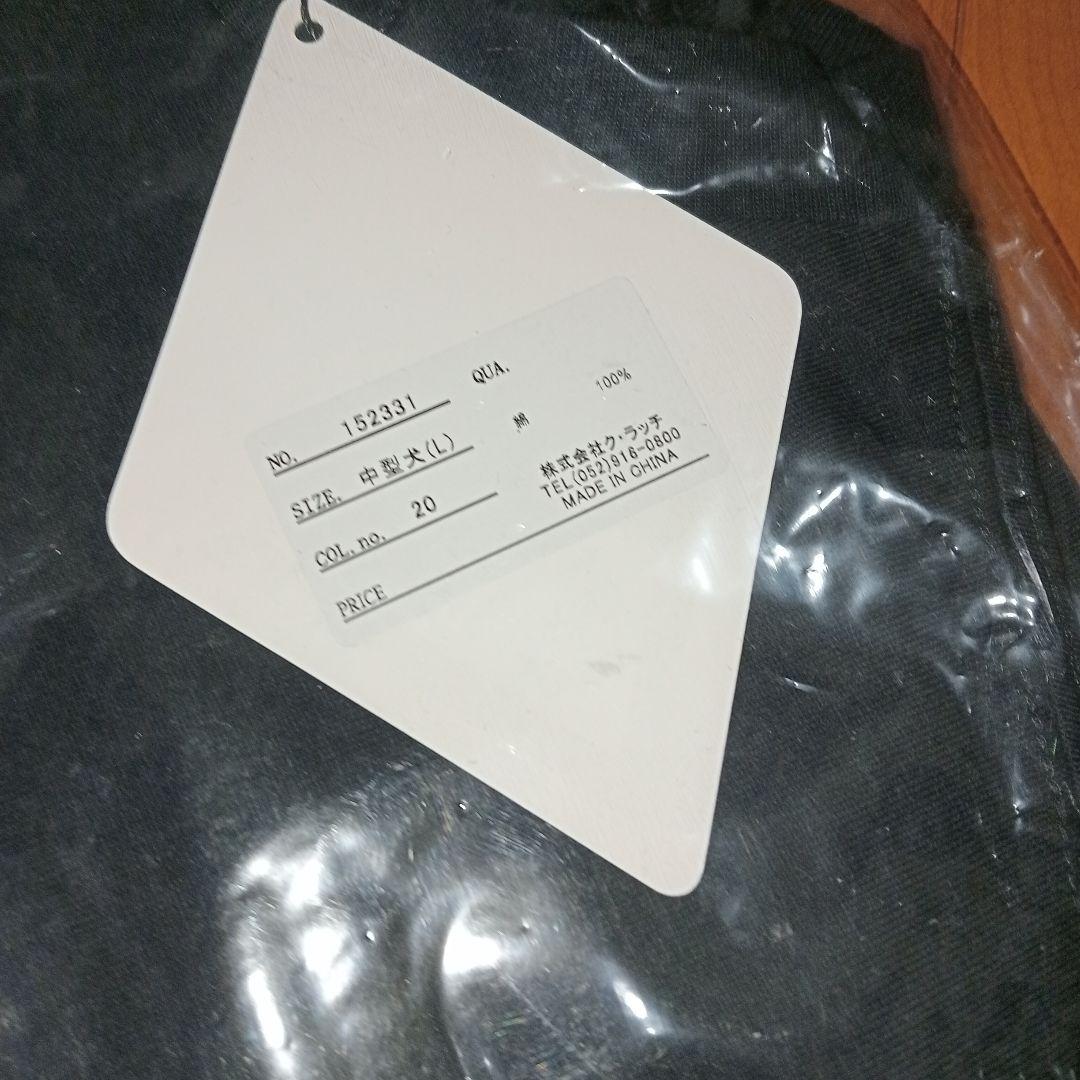 NO. 152331
SIZE. 中型犬(L)
COL. no. 20
PRICE
QUA.
綿 100%
株式会社ク・ラッチ
TEL(052)916-0800
MADE IN CHINA